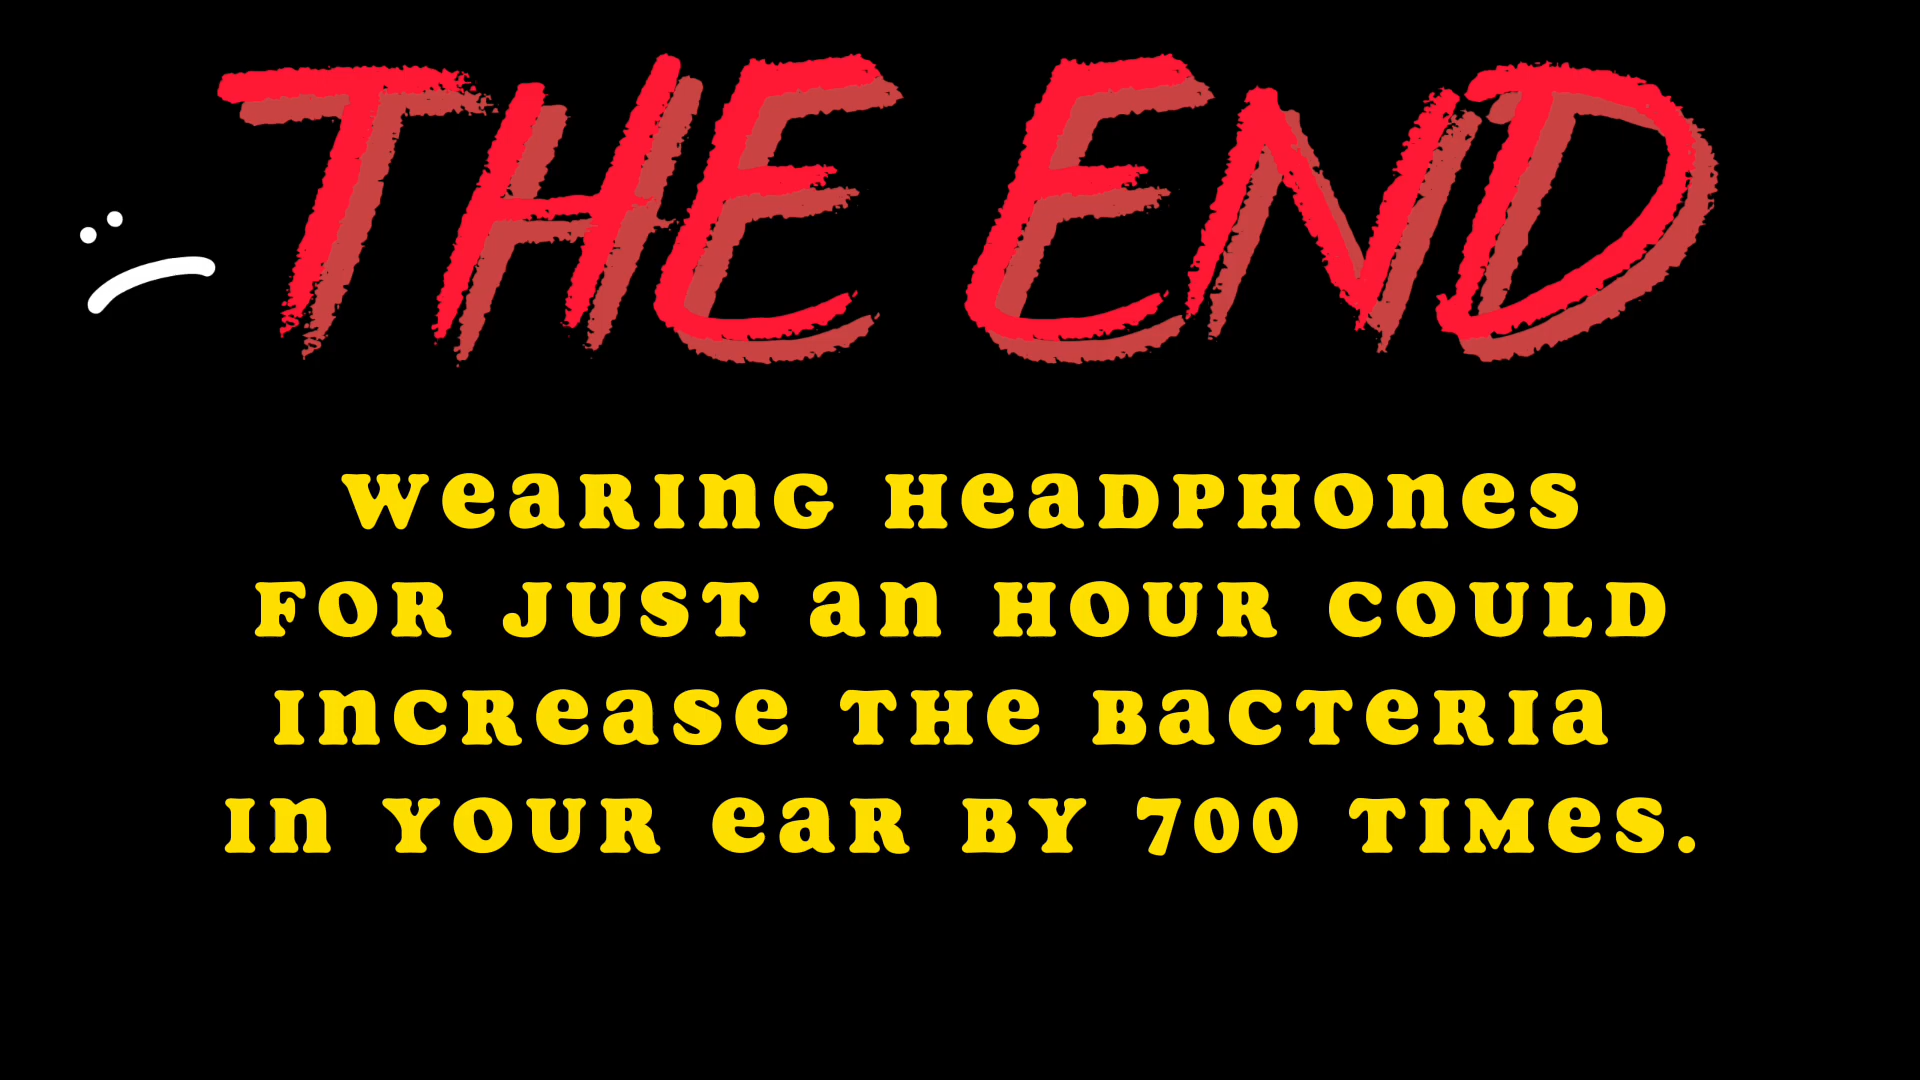 THE END
WEARING HEADPHONES
FOR JUST AN HOUR COULD
INCREASE THE BACTERIA
IN YOUR EAR BY 700 TIMES.